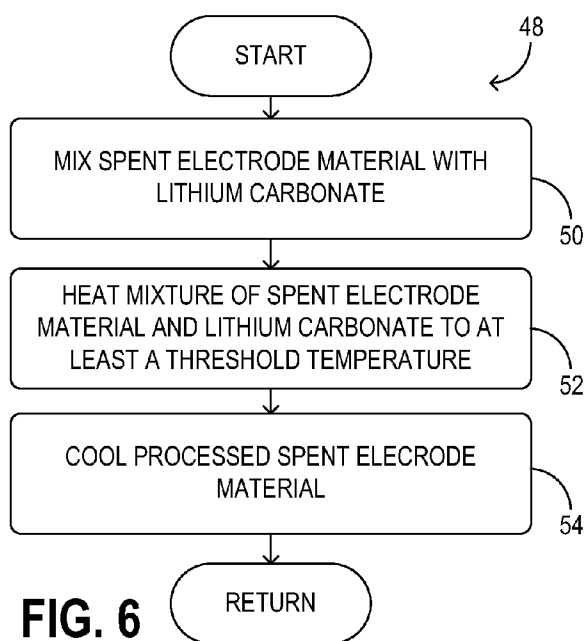 START
48
MIX SPENT ELECTRODE MATERIAL WITH
LITHIUM CARBONATE
50
HEAT MIXTURE OF SPENT ELECTRODE
MATERIAL AND LITHIUM CARBONATE TO AT
LEAST A THRESHOLD TEMPERATURE
52
COOL PROCESSED SPENT ELECRODE
MATERIAL
54
RETURN
FIG. 6